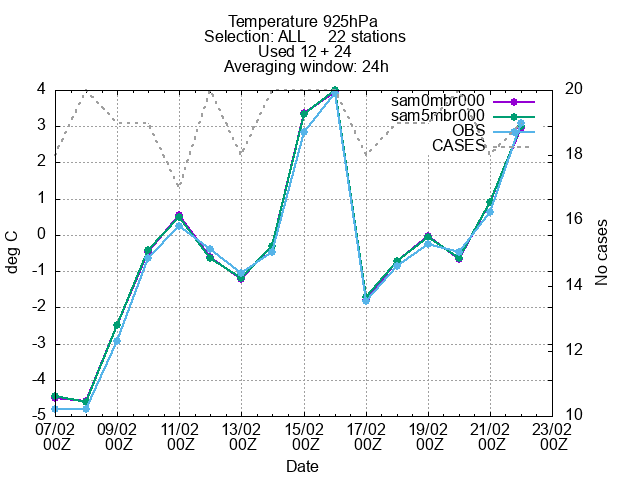 Temperature 925hPa
Selection: ALL 22 stations
Used 12 + 24
Averaging window: 24h
sam0mbr000
sam5mbr000
OBS
CASES
4
3
2
1
0
-1
-2
-3
-4
-5
deg C
20
18
16
14
12
10
No cases
07/02 09/02 11/02 13/02 15/02 17/02 19/02 21/02 23/02
00Z 00Z 00Z 00Z 00Z 00Z 00Z 00Z 00Z
Date